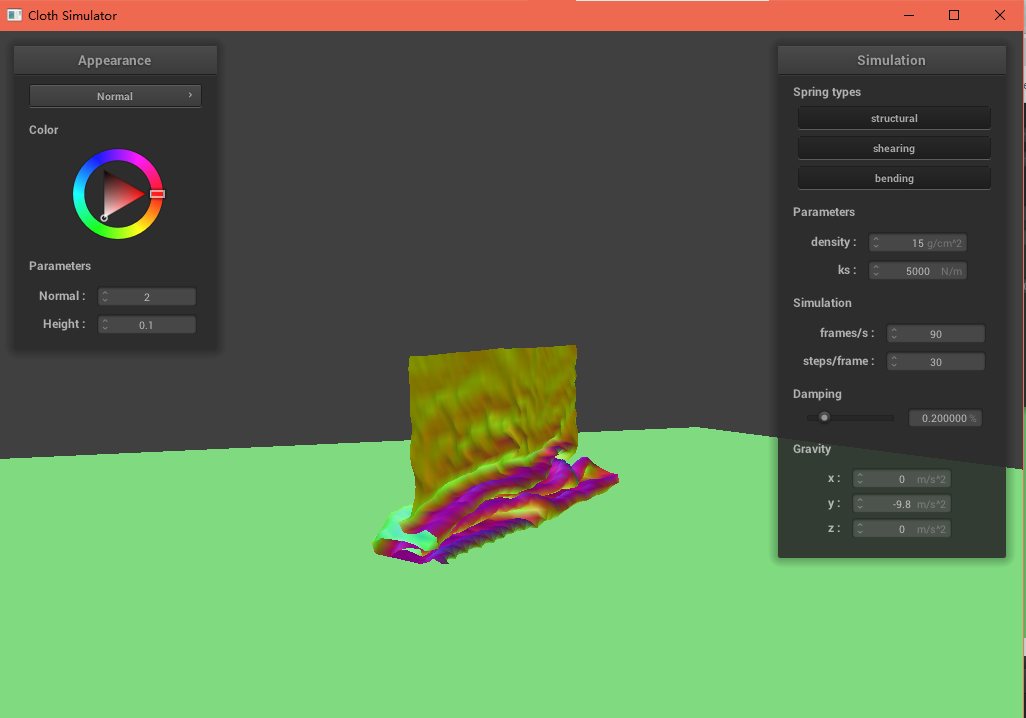 Cloth Simulator
Appearance
Normal
Color
Parameters
Normal : 2
Height : 0.1
Simulation
Spring types
structural
shearing
bending
Parameters
density : 15 g/cm^2
ks : 5000 N/m
Simulation
frames/s : 90
steps/frame : 30
Damping
0.200000 %
Gravity
x : 0 m/s^2
y : -9.8 m/s^2
z : 0 m/s^2